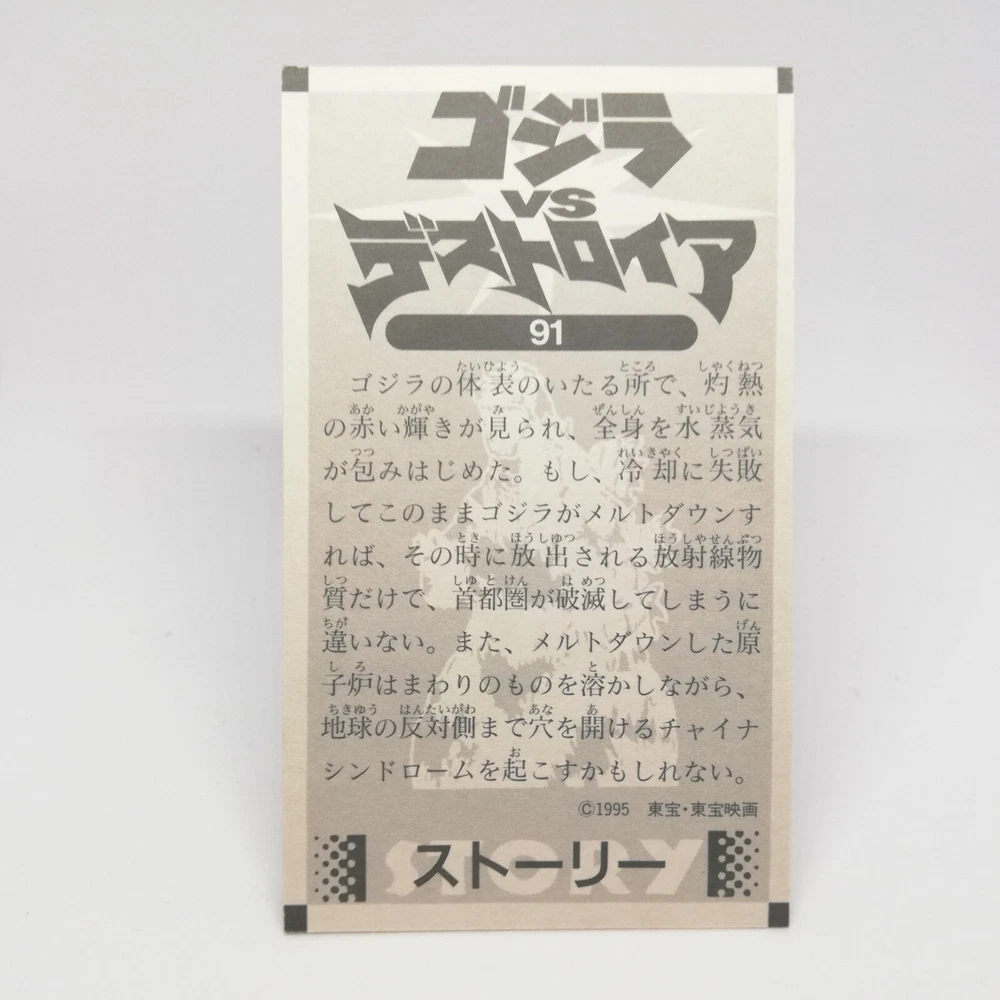 ゴジラ
VS
デストロイア
91
ゴジラの体表のいたる所で、灼熱
の赤い輝きが見られ、全身を水蒸気
が包みはじめた。もし、冷却に失敗
してこのままゴジラがメルトダウンす
れば、その時に放出される放射線物
質だけで、首都圏が破滅してしまうに
違いない。また、メルトダウンした原
子炉はまわりのものを溶かしながら、
地球の反対側まで穴を開けるチャイナ
シンドロームを起こすかもしれない。
©1995 東宝・東宝映画
STORY
ストーリー